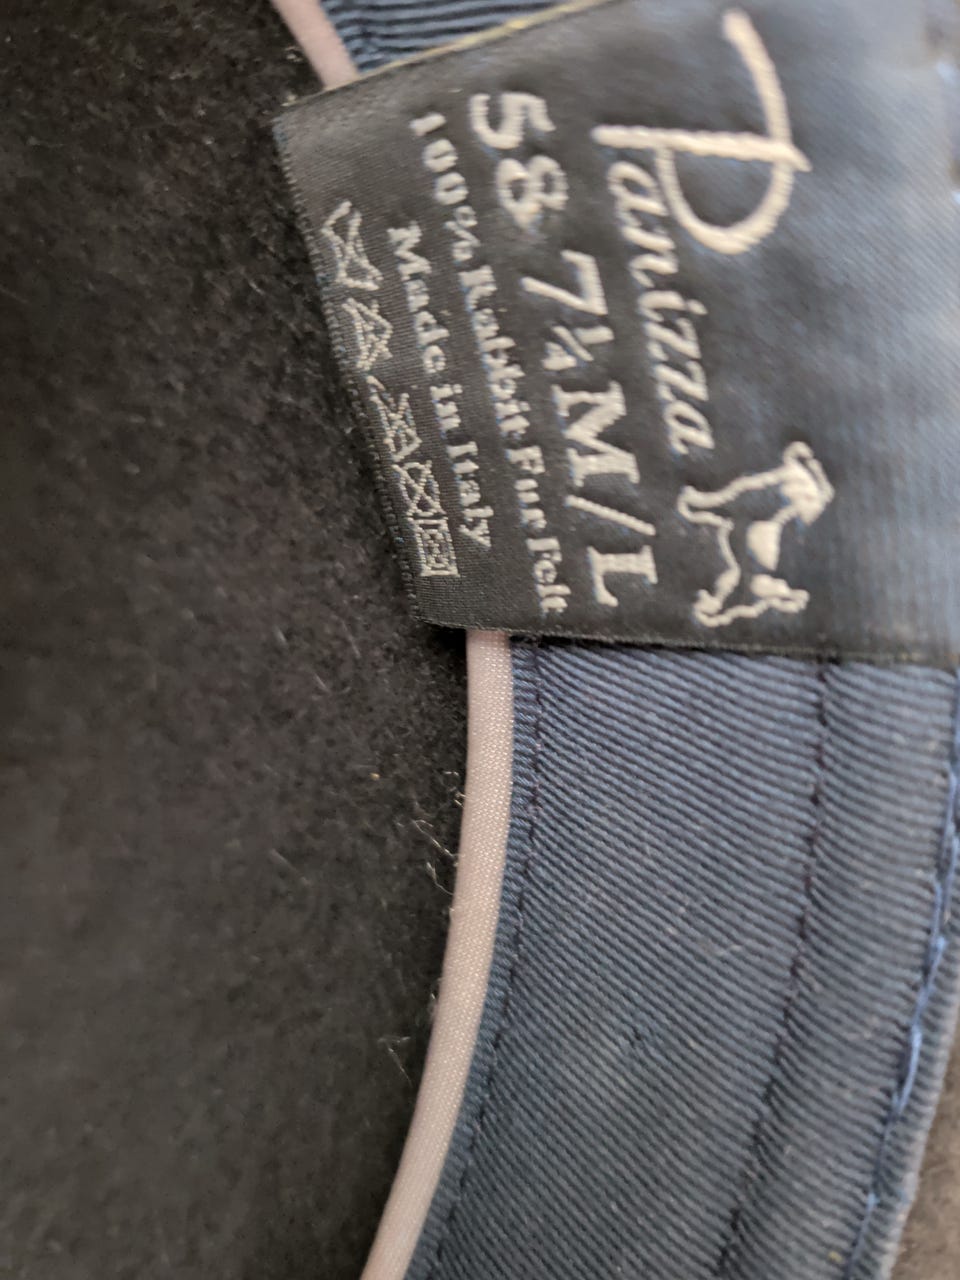 Panizza
58 7¼ M/L
100% Rabbit Fur Felt
Made in Italy